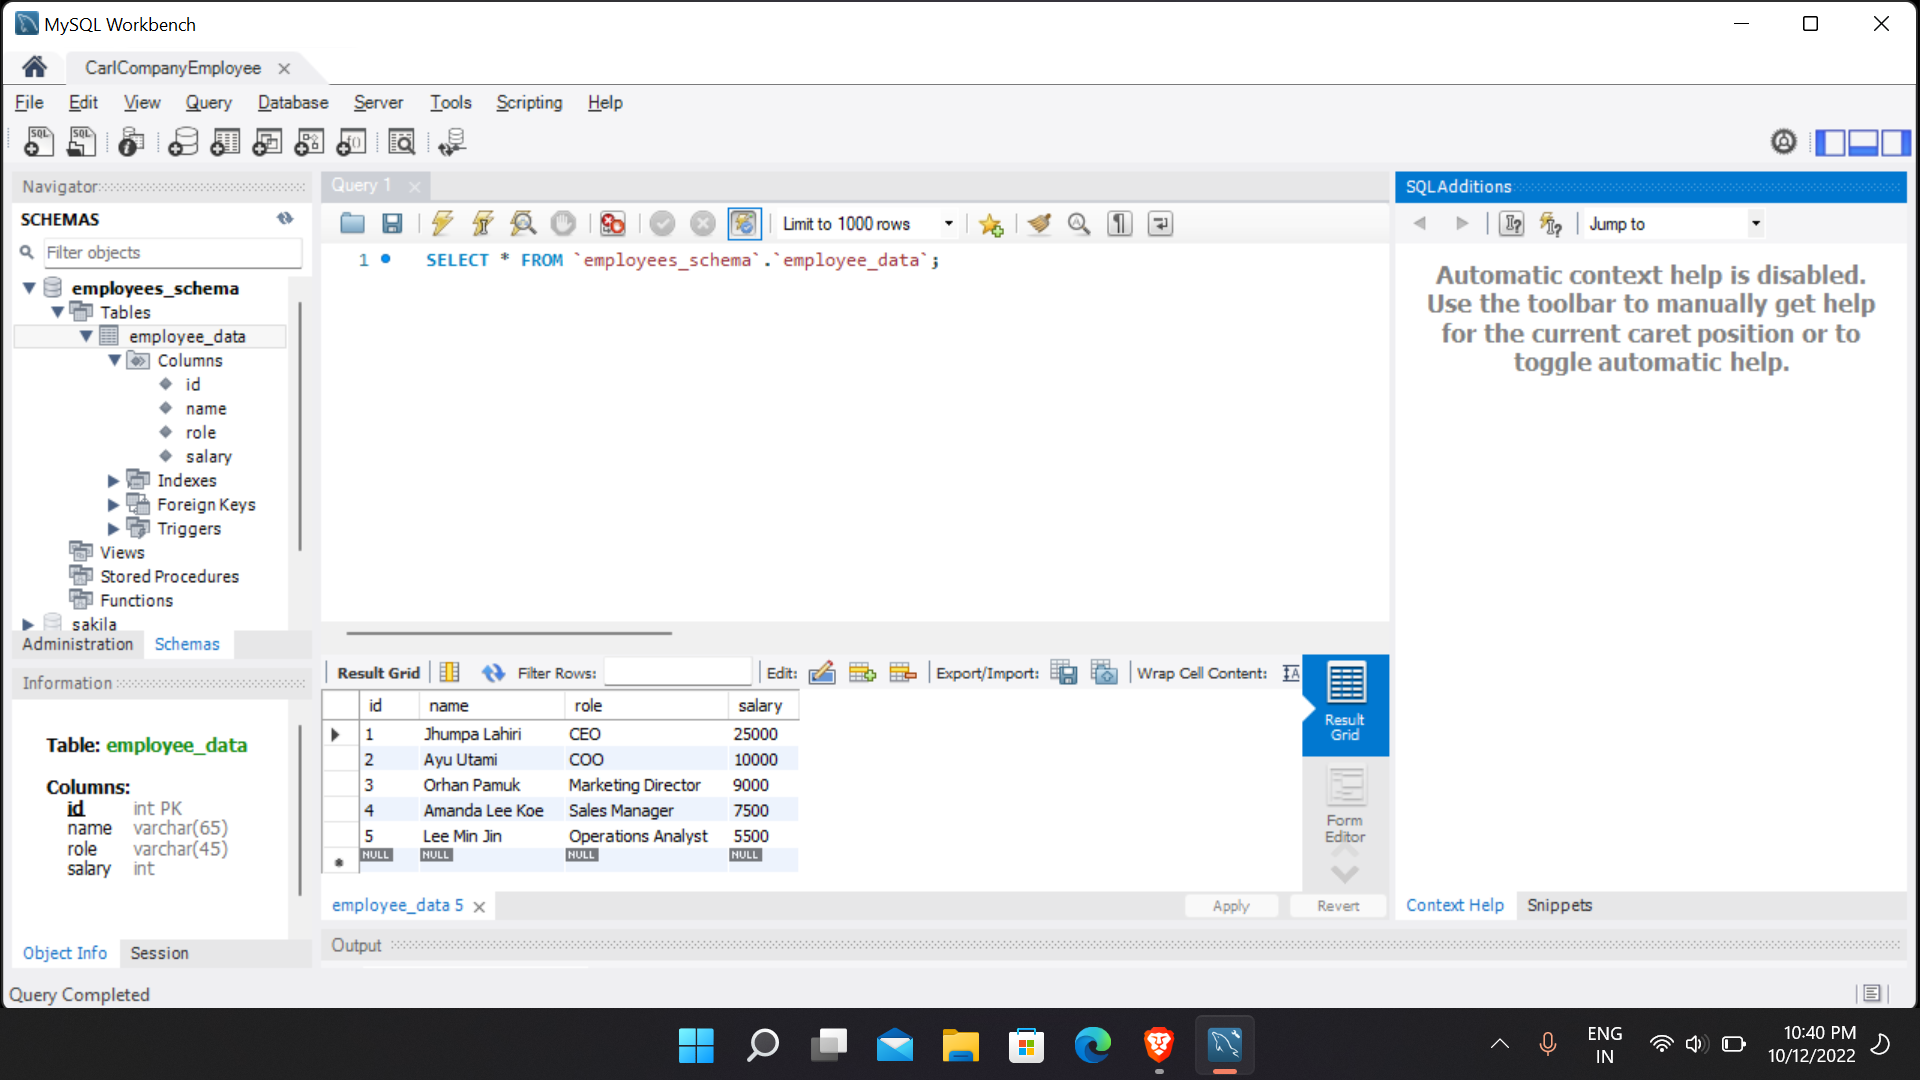 MySQL Workbench
CarlCompanyEmployee
File Edit View Query Database Server Tools Scripting Help
Navigator
SCHEMAS
Filter objects
employees_schema
Tables
employee_data
Columns
id
name
role
salary
Indexes
Foreign Keys
Triggers
Views
Stored Procedures
Functions
sakila
Administration Schemas
Information
Table: employee_data
Columns:
id int PK
name varchar(65)
role varchar(45)
salary int
Object Info Session
Query 1
Limit to 1000 rows
1 SELECT * FROM `employees_schema`.`employee_data`;
Result Grid Filter Rows: Edit: Export/Import: Wrap Cell Content:
id name role salary
1 Jhumpa Lahiri CEO 25000
2 Ayu Utami COO 10000
3 Orhan Pamuk Marketing Director 9000
4 Amanda Lee Koe Sales Manager 7500
5 Lee Min Jin Operations Analyst 5500
NULL NULL NULL NULL
Result
Grid
Form
Editor
employee_data 5 Apply Revert
Output
SQLAdditions
Jump to
Automatic context help is disabled.
Use the toolbar to manually get help
for the current caret position or to
toggle automatic help.
Context Help Snippets
Query Completed
ENG
IN
10:40 PM
10/12/2022